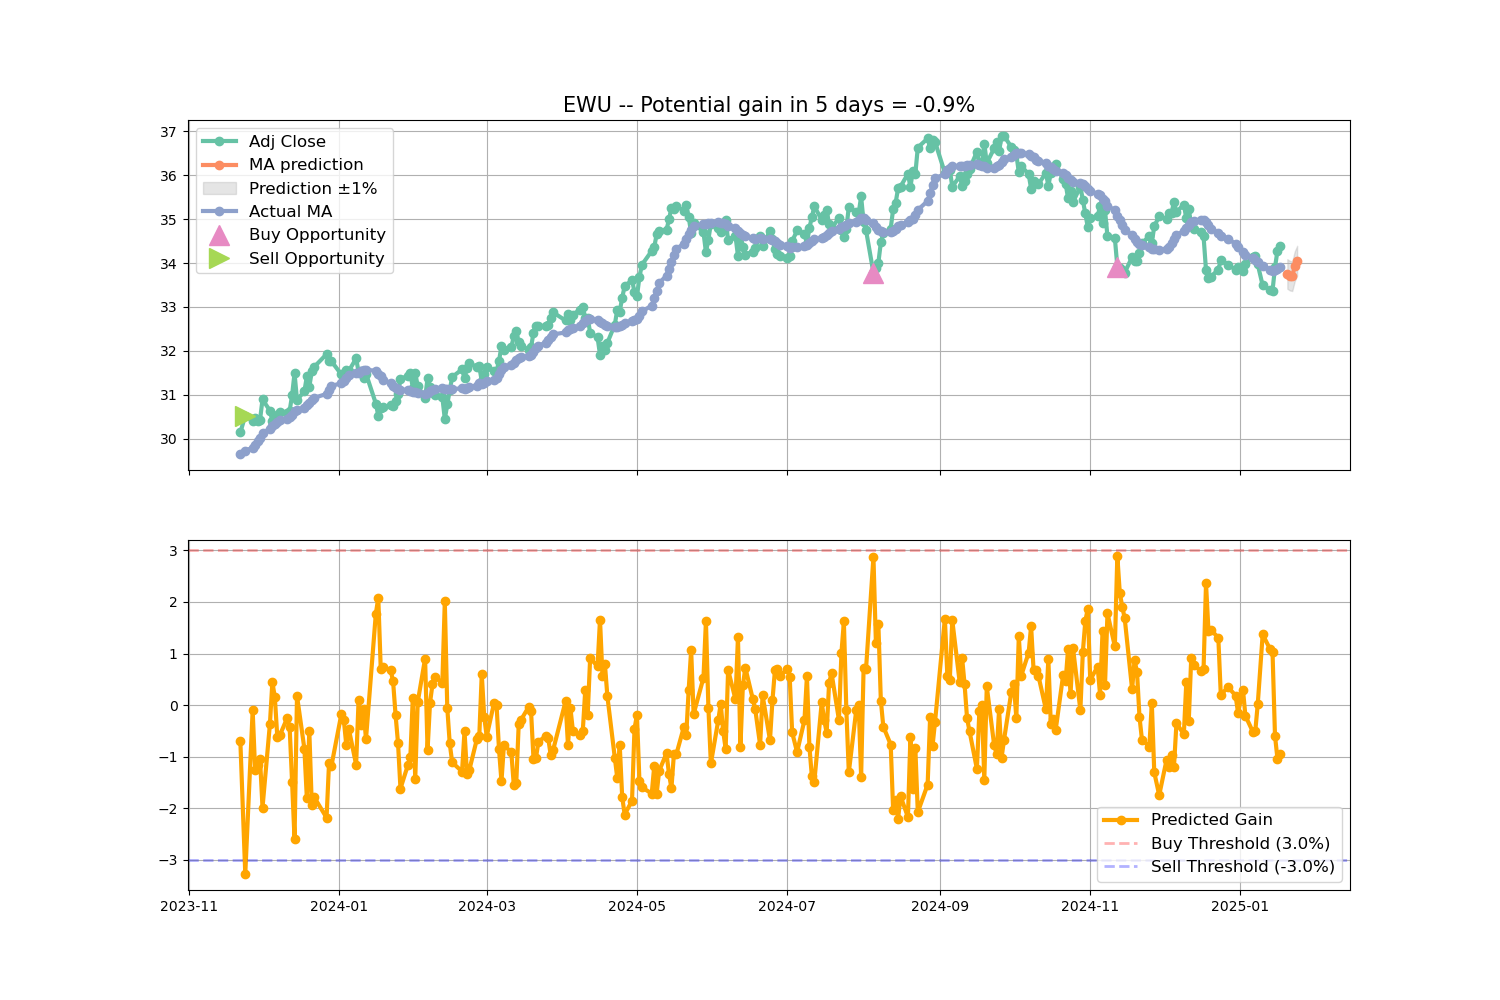 EWU -- Potential gain in 5 days = -0.9%
37
36
35
34
33
32
31
30
Adj Close
MA prediction
Prediction ±1%
Actual MA
Buy Opportunity
Sell Opportunity
3
2
1
0
−1
−2
−3
Predicted Gain
Buy Threshold (3.0%)
Sell Threshold (-3.0%)
2023-11
2024-01
2024-03
2024-05
2024-07
2024-09
2024-11
2025-01